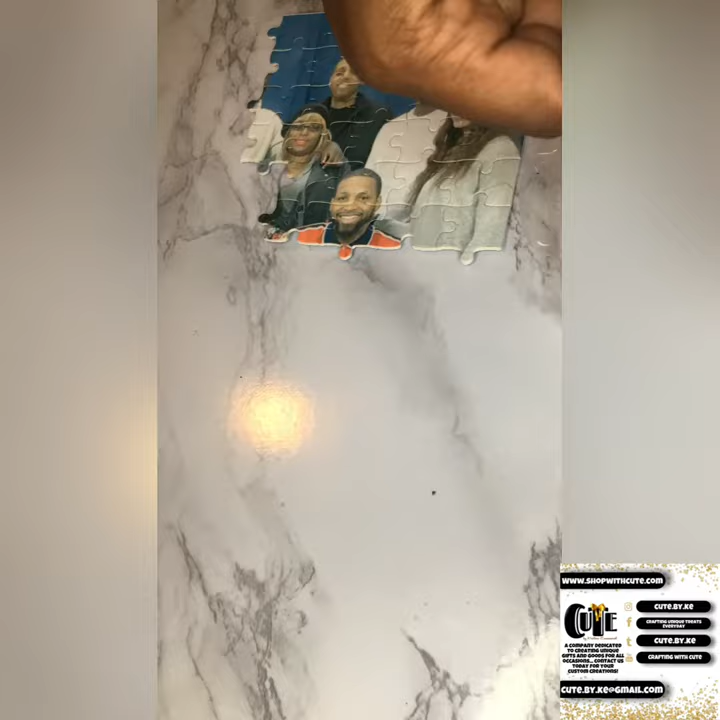 WWW.SHOPWITHCUTE.COM
CUTE
CUTE.BY.KE
CRAFTING UNIQUE TREATS
EVERYDAY
CUTE.BY.KE
CRAFTING WITH CUTE
A COMPANY DEDICATED
TO CREATING UNIQUE
GIFTS AND GOODS FOR ALL
OCCASIONS... CONTACT US
TODAY FOR YOUR
CUSTOM CREATIONS!
CUTE.BY.KE@GMAIL.COM